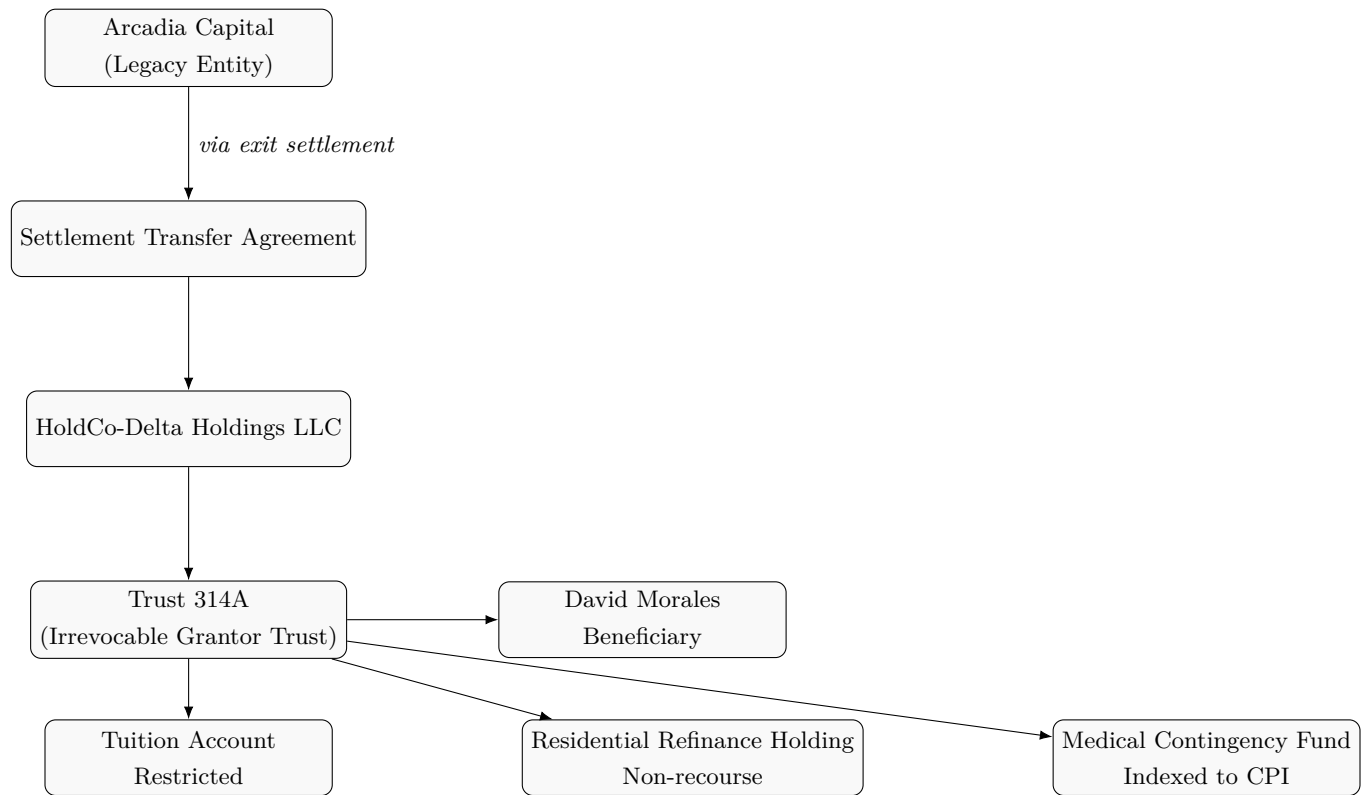 Arcadia Capital
(Legacy Entity)
via exit settlement
Settlement Transfer Agreement
HoldCo-Delta Holdings LLC
Trust 314A
(Irrevocable Grantor Trust)
David Morales
Beneficiary
Tuition Account
Restricted
Residential Refinance Holding
Non-recourse
Medical Contingency Fund
Indexed to CPI